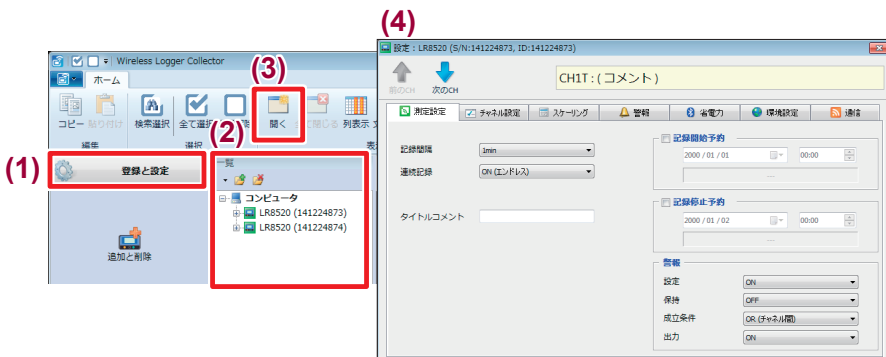 (4)
設定：LR8520 (S/N:141224873, ID:141224873)
前のCH 次のCH
CH1T：(コメント)
測定設定 チャネル設定 スケーリング 警報 省電力 環境設定 通信
記録間隔 1min
連続記録 ON (エンドレス)
タイトルコメント
記録開始予約
2000 / 01 / 01 00:00
---
記録停止予約
2000 / 01 / 02 00:00
---
警報
設定 ON
保持 OFF
成立条件 OR (チャネル間)
出力 ON
Wireless Logger Collector
ホーム
(3)
コピー 貼り付け 検索選択 全て選択 開く 閉じる 列表示
編集 選択
(2)
(1)
登録と設定
一覧
コンピュータ
LR8520 (141224873)
LR8520 (141224874)
追加と削除